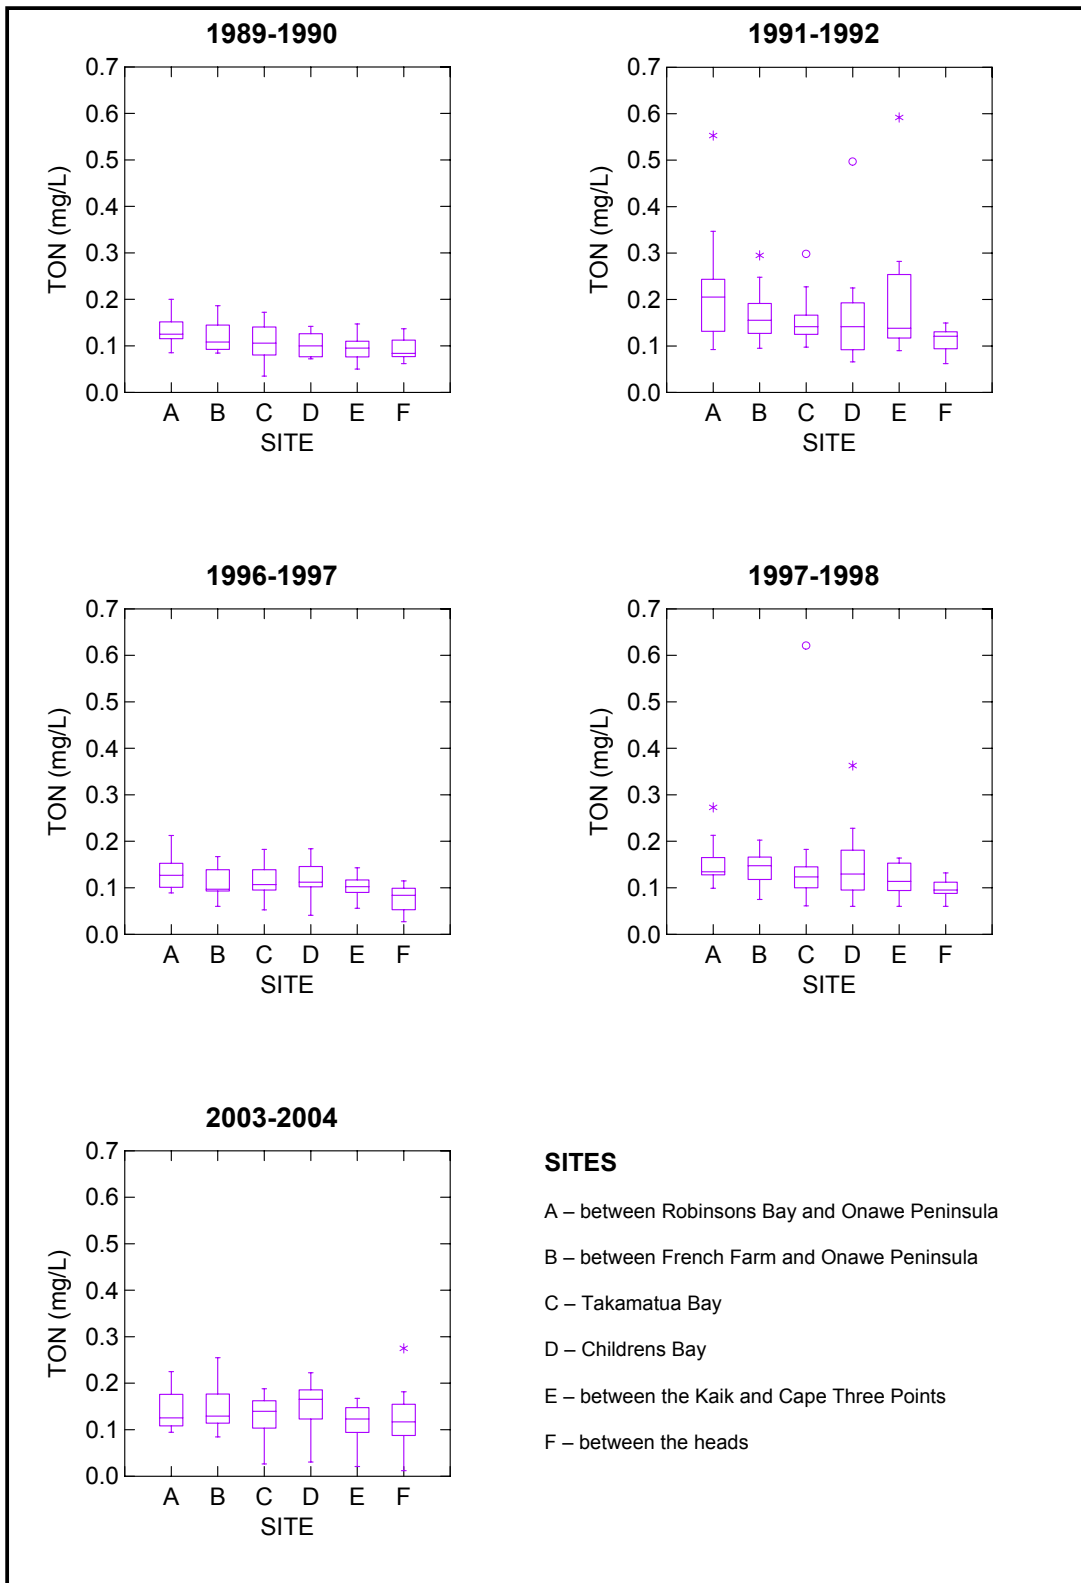 1989-1990
0.7
0.6
0.5
0.4
0.3
0.2
0.1
0.0
TON (mg/L)
A B C D E F
SITE
1991-1992
0.7
0.6
0.5
0.4
0.3
0.2
0.1
0.0
TON (mg/L)
A B C D E F
SITE
1996-1997
0.7
0.6
0.5
0.4
0.3
0.2
0.1
0.0
TON (mg/L)
A B C D E F
SITE
1997-1998
0.7
0.6
0.5
0.4
0.3
0.2
0.1
0.0
TON (mg/L)
A B C D E F
SITE
2003-2004
0.7
0.6
0.5
0.4
0.3
0.2
0.1
0.0
TON (mg/L)
A B C D E F
SITE
SITES
A – between Robinsons Bay and Onawe Peninsula
B – between French Farm and Onawe Peninsula
C – Takamatua Bay
D – Childrens Bay
E – between the Kaik and Cape Three Points
F – between the heads